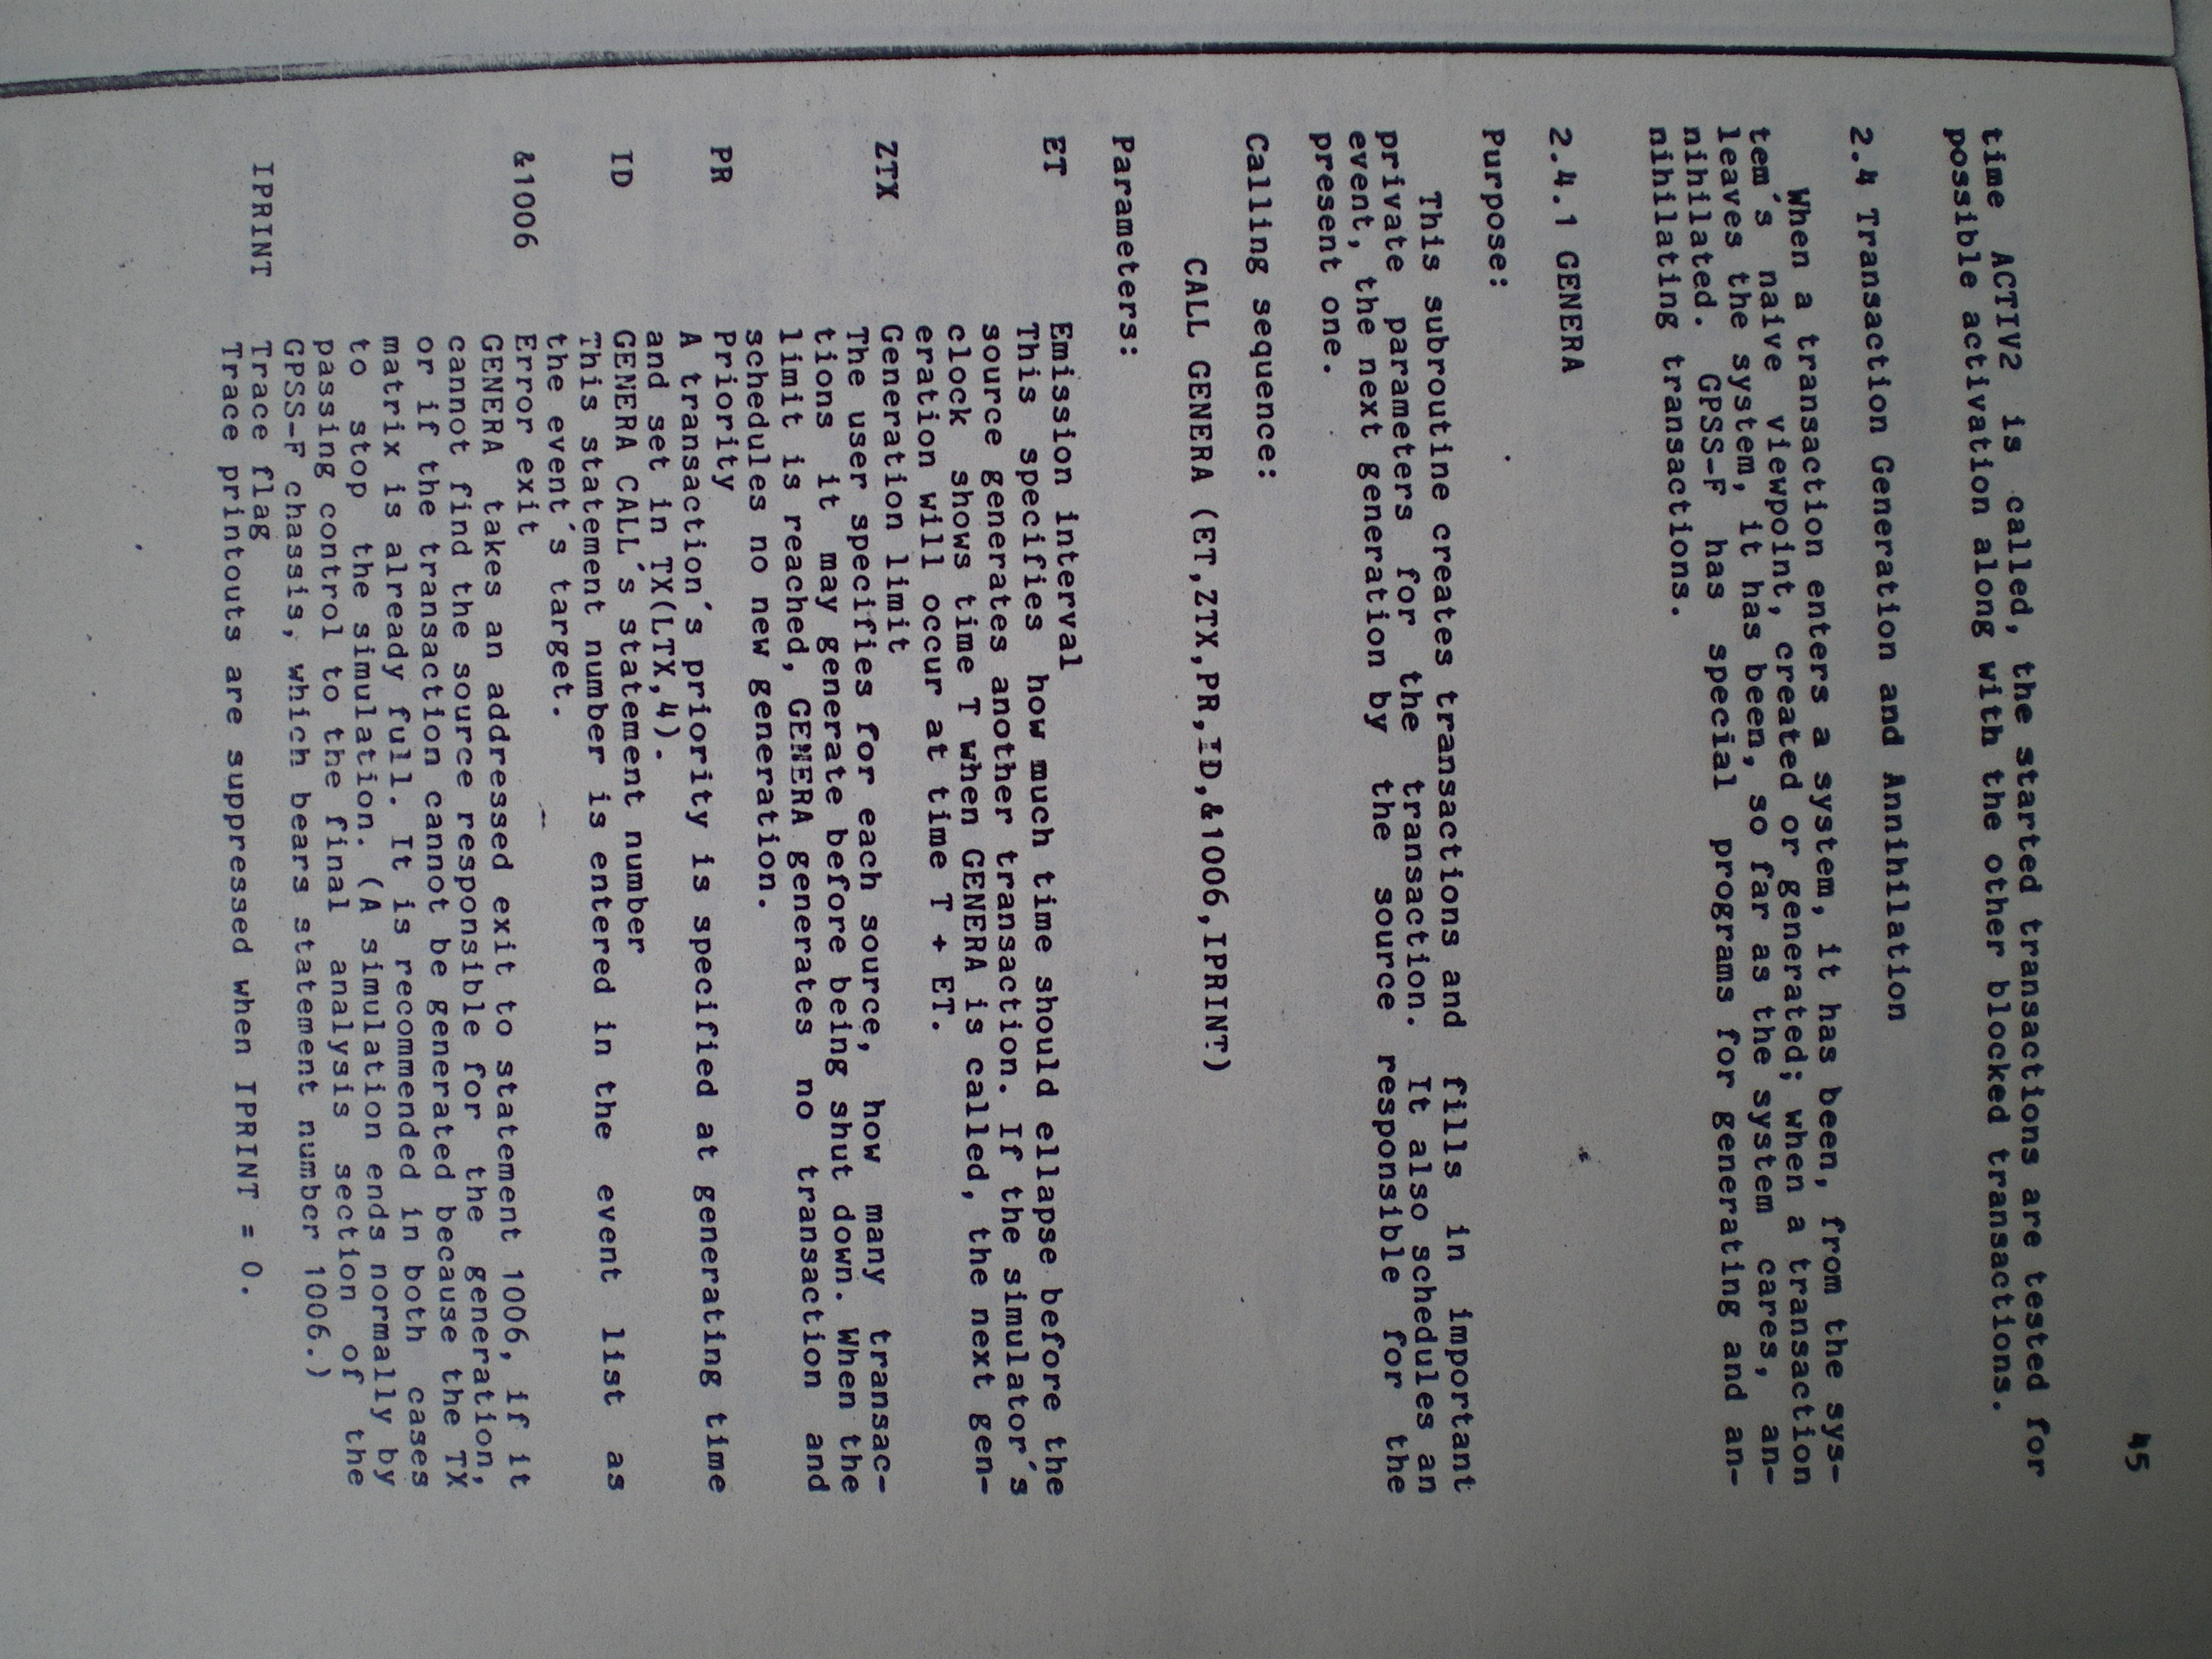 45
time ACTIV2 is called, the started transactions are tested for
possible activation along with the other blocked transactions.
2.4 Transaction Generation and Annihilation
When a transaction enters a system, it has been, from the sys-
tem´s naive viewpoint, created or generated; when a transaction
leaves the system, it has been, so far as the system cares, an-
nihilated. GPSS-F has special programs for generating and an-
nihilating transactions.
2.4.1 GENERA
Purpose:
This subroutine creates transactions and fills in important
private parameters for the transaction. It also schedules an
event, the next generation by the source responsible for the
present one.
Calling sequence:
CALL GENERA (ET,ZTX,PR,ID,&1006,IPRINT)
Parameters:
ET Emission interval
This specifies how much time should ellapse before the
source generates another transaction. If the simulator´s
clock shows time T when GENERA is called, the next gen-
eration will occur at time T + ET.
ZTX Generation limit
The user specifies for each source, how many transac-
tions it may generate before being shut down. When the
limit is reached, GENERA generates no transaction and
schedules no new generation.
PR Priority
A transaction´s priority is specified at generating time
and set in TX(LTX,4).
ID GENERA CALL´s statement number
This statement number is entered in the event list as
the event´s target.
&1006 Error exit
GENERA takes an addressed exit to statement 1006, if it
cannot find the source responsible for the generation,
or if the transaction cannot be generated because the TX
matrix is already full. It is recommended in both cases
to stop the simulation. (A simulation ends normally by
passing control to the final analysis section of the
GPSS-F chassis, which bears statement number 1006.)
IPRINT Trace flag
Trace printouts are suppressed when IPRINT = 0.